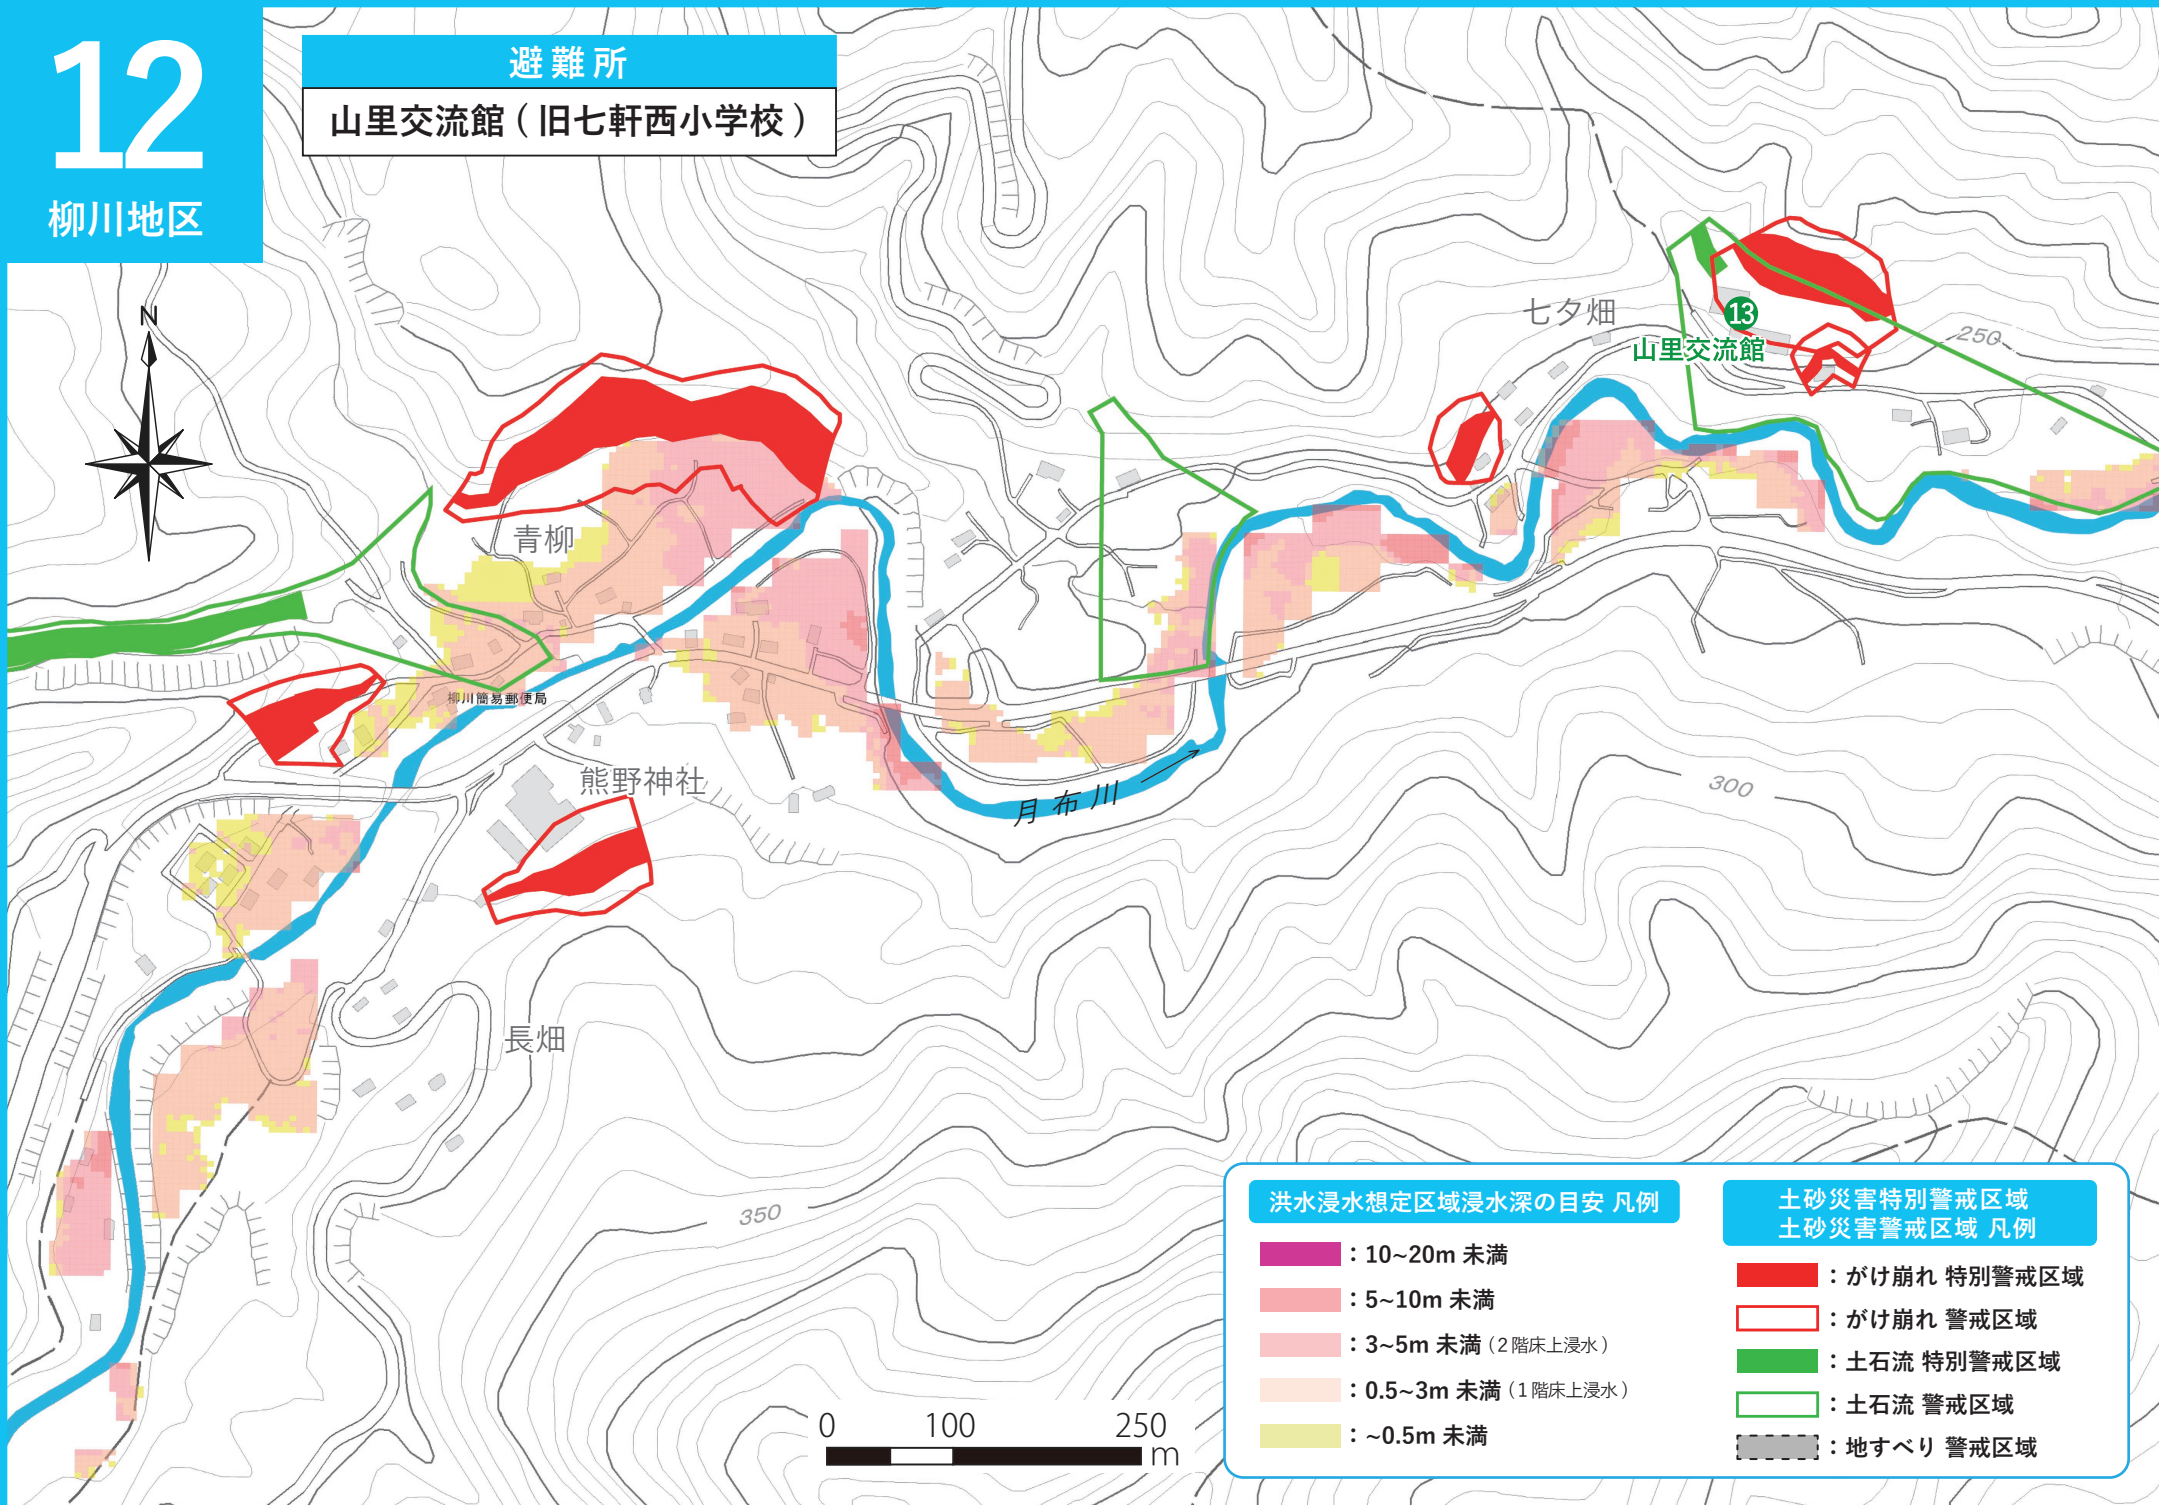 12
柳川地区
避難所
山里交流館(旧七軒西小学校)
N
七夕畑
13
山里交流館
250
青柳
柳川簡易郵便局
熊野神社
月布川
300
長畑
350
0 100 250
m
洪水浸水想定区域浸水深の目安 凡例
:10~20m 未満
:5~10m 未満
:3~5m 未満(2階床上浸水)
:0.5~3m 未満(1階床上浸水)
:~0.5m 未満
土砂災害特別警戒区域
土砂災害警戒区域 凡例
:がけ崩れ 特別警戒区域
:がけ崩れ 警戒区域
:土石流 特別警戒区域
:土石流 警戒区域
:地すべり 警戒区域